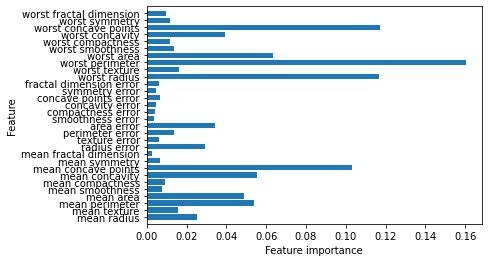 worst fractal dimension
worst symmetry
worst concave points
worst concavity
worst compactness
worst smoothness
worst area
worst perimeter
worst texture
worst radius
fractal dimension error
symmetry error
concave points error
concavity error
compactness error
smoothness error
area error
perimeter error
texture error
radius error
mean fractal dimension
mean symmetry
mean concave points
mean concavity
mean compactness
mean smoothness
mean area
mean perimeter
mean texture
mean radius
Feature
0.00 0.02 0.04 0.06 0.08 0.10 0.12 0.14 0.16
Feature importance